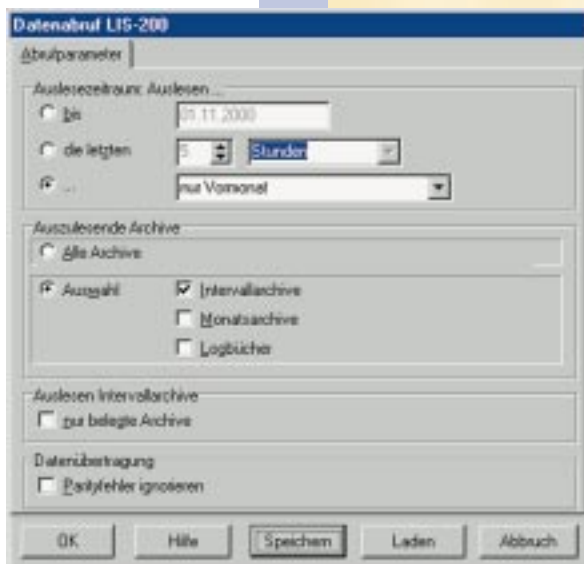 Datenabruf LIS-200
Abrufparameter
Auslesezeitraum: Auslesen ...
bis 01.11.2000
die letzten 5 Stunden
... nur Vormonat
Auszulesende Archive
Alle Archive
Auswahl Intervallarchive
Monatsarchive
Logbücher
Auslesen Intervallarchive
nur belegte Archive
Datenübertragung
Parityfehler ignorieren
OK Hilfe Speichern Laden Abbruch